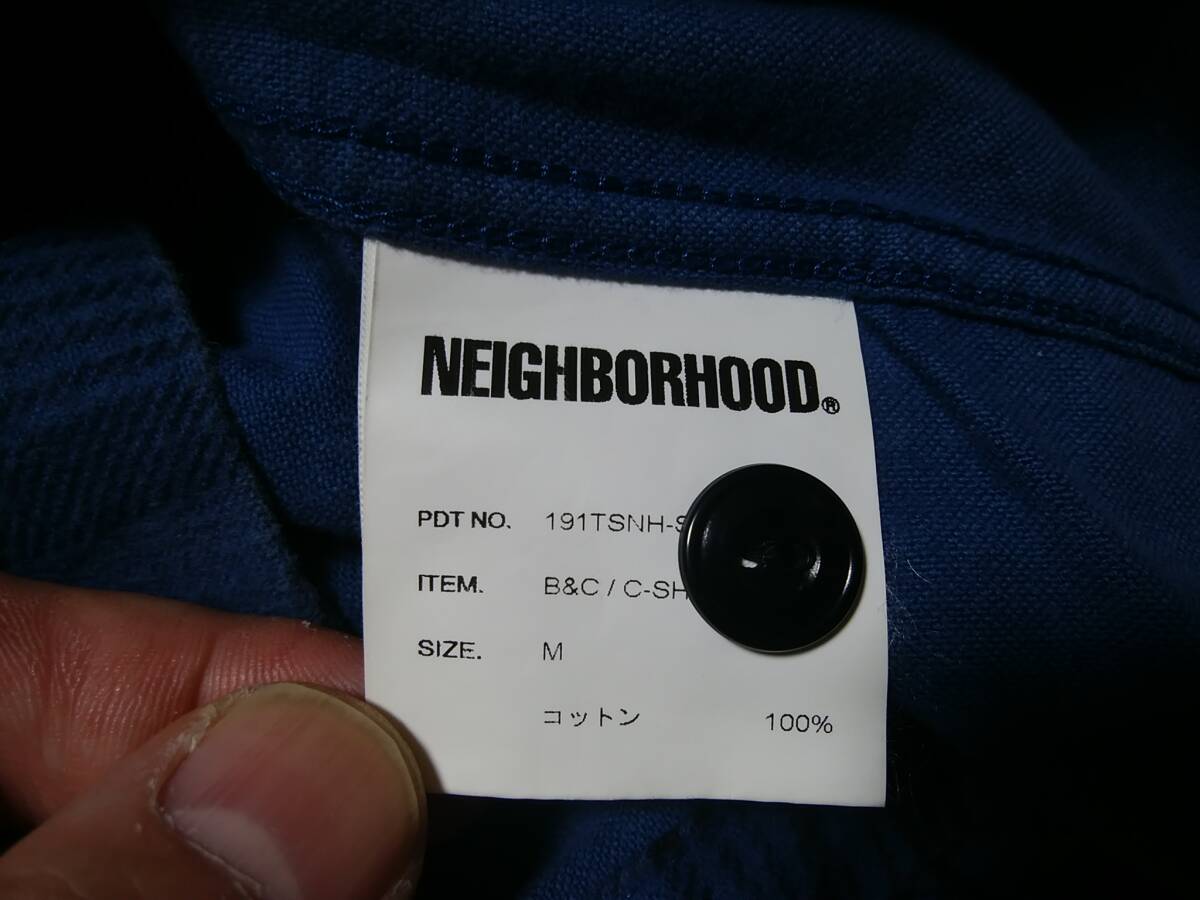 NEIGHBORHOOD®
PDT NO. 191TSNH-
ITEM. B&C / C-SH
SIZE. M
コットン 100%